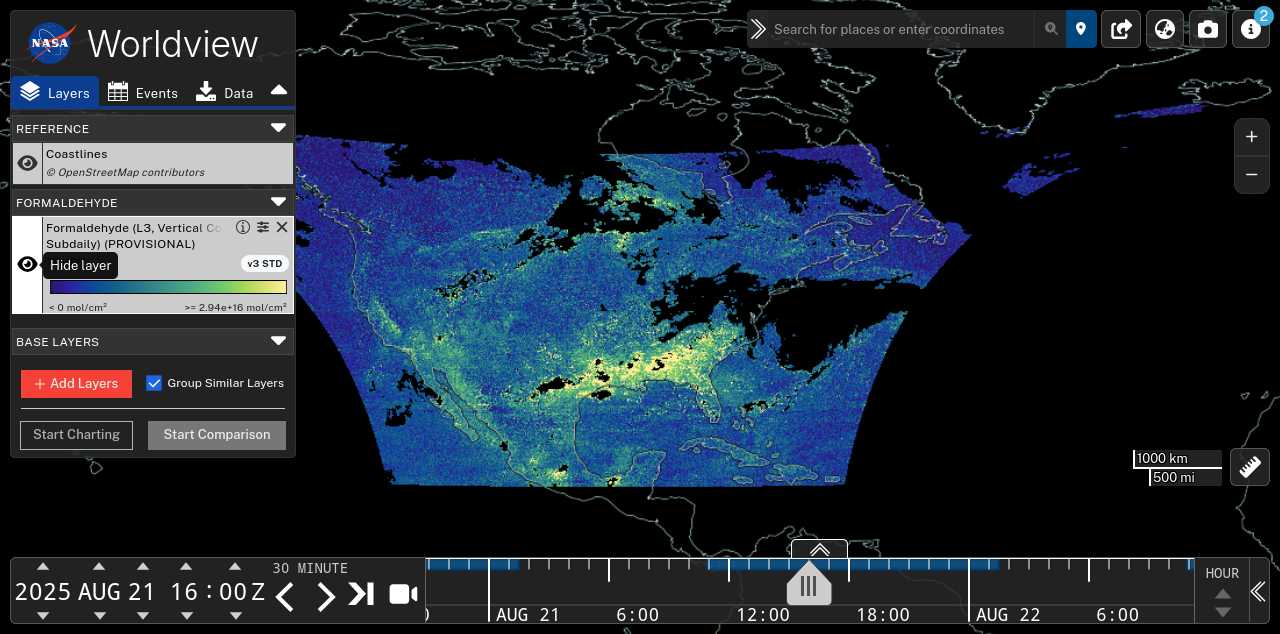 NASA
Worldview
Layers
Events
Data
REFERENCE
Coastlines
© OpenStreetMap contributors
FORMALDEHYDE
Formaldehyde (L3, Vertical Co
Subdaily) (PROVISIONAL)
Hide layer
v3 STD
< 0 mol/cm²
>= 2.94e+16 mol/cm²
BASE LAYERS
+ Add Layers
Group Similar Layers
Start Charting
Start Comparison
Search for places or enter coordinates
2
+
−
1000 km
500 mi
30 MINUTE
2025 AUG 21 16 : 00 Z
AUG 21 6:00 12:00 18:00 AUG 22 6:00
HOUR